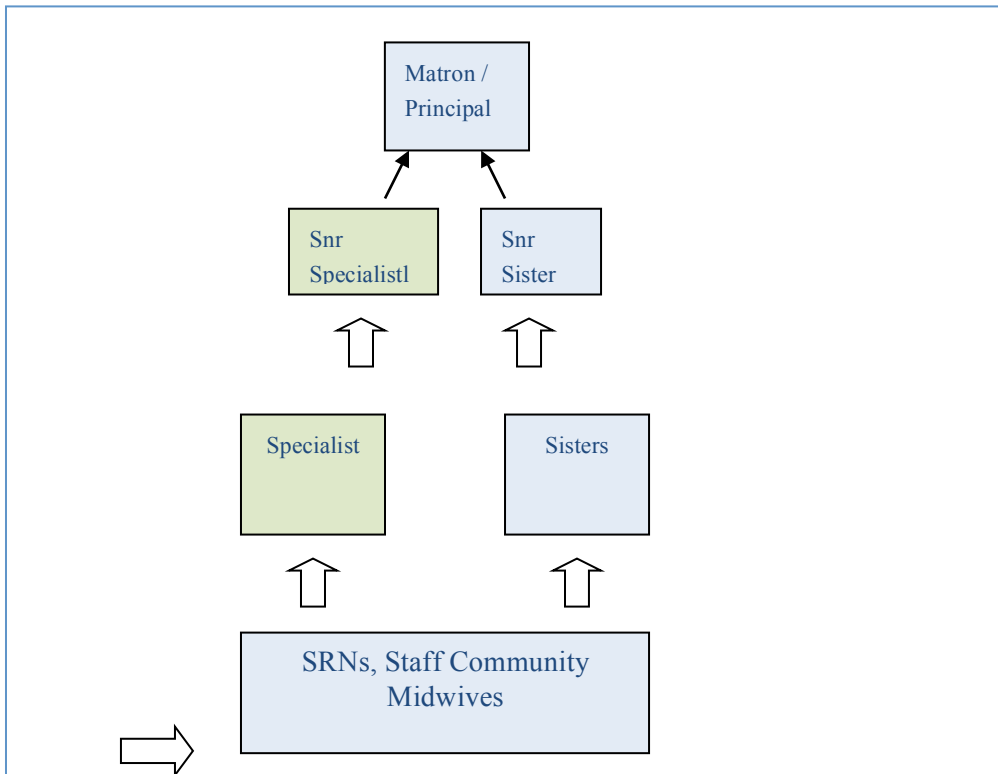 Matron /
Principal
Snr
Specialistl
Snr
Sister
Specialist
Sisters
SRNs, Staff Community
Midwives